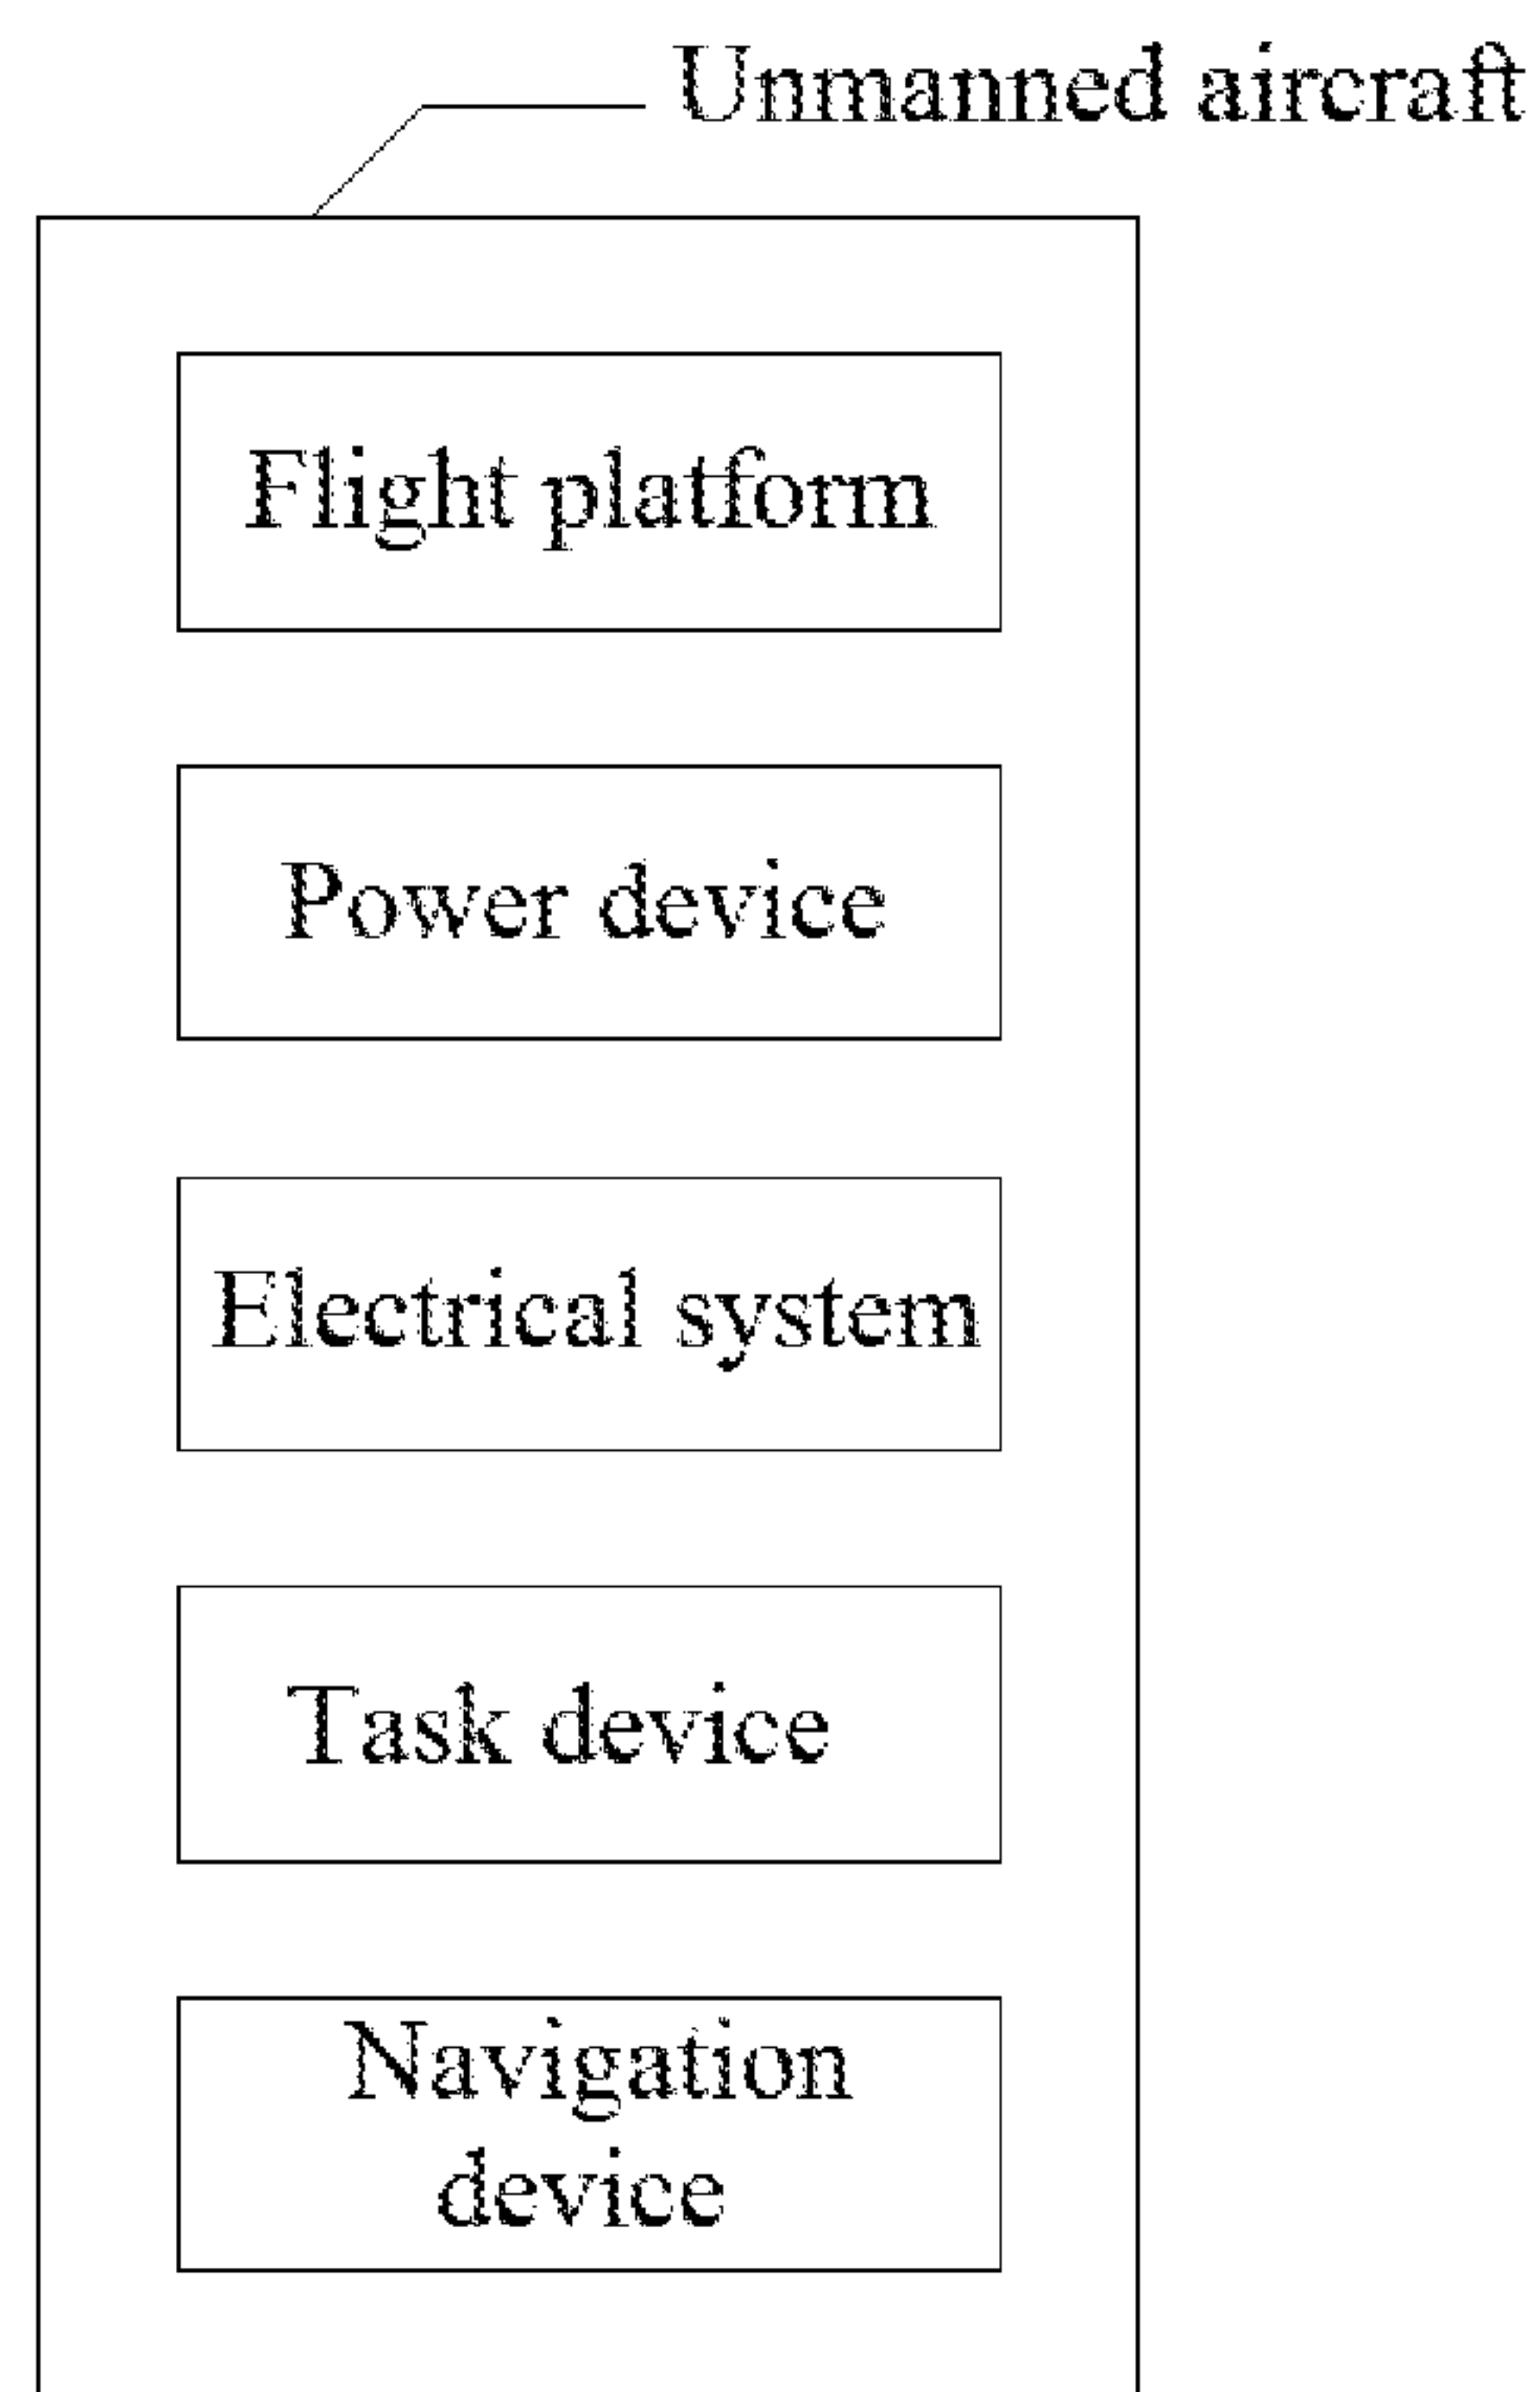 Unmanned aircraft
Flight platform
Power device
Electrical system
Task device
Navigation
device